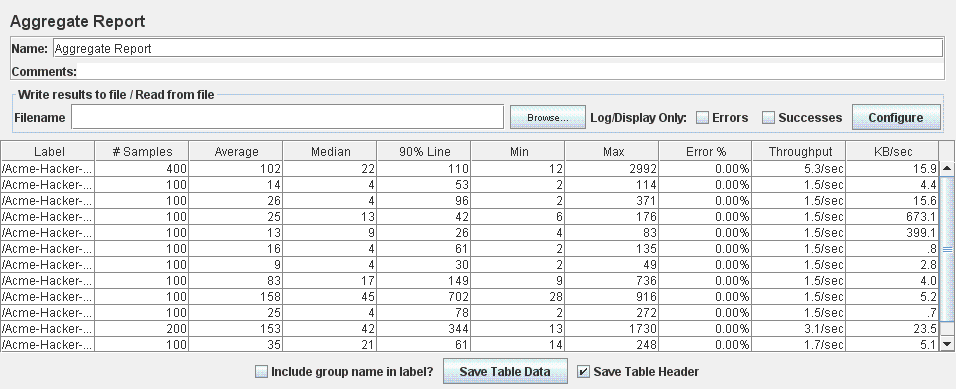 Aggregate Report
Name: Aggregate Report
Comments:
Write results to file / Read from file
Filename Browse... Log/Display Only: Errors Successes Configure
Label # Samples Average Median 90% Line Min Max Error % Throughput KB/sec
/Acme-Hacker-... 400 102 22 110 12 2992 0.00% 5.3/sec 15.9
/Acme-Hacker-... 100 14 4 53 2 114 0.00% 1.5/sec 4.4
/Acme-Hacker-... 100 26 4 96 2 371 0.00% 1.5/sec 15.6
/Acme-Hacker-... 100 25 13 42 6 176 0.00% 1.5/sec 673.1
/Acme-Hacker-... 100 13 9 26 4 83 0.00% 1.5/sec 399.1
/Acme-Hacker-... 100 16 4 61 2 135 0.00% 1.5/sec .8
/Acme-Hacker-... 100 9 4 30 2 49 0.00% 1.5/sec 2.8
/Acme-Hacker-... 100 83 17 149 9 736 0.00% 1.5/sec 4.0
/Acme-Hacker-... 100 158 45 702 28 916 0.00% 1.5/sec 5.2
/Acme-Hacker-... 100 25 4 78 2 272 0.00% 1.5/sec .7
/Acme-Hacker-... 200 153 42 344 13 1730 0.00% 3.1/sec 23.5
/Acme-Hacker-... 100 35 21 61 14 248 0.00% 1.7/sec 5.1
Include group name in label? Save Table Data Save Table Header